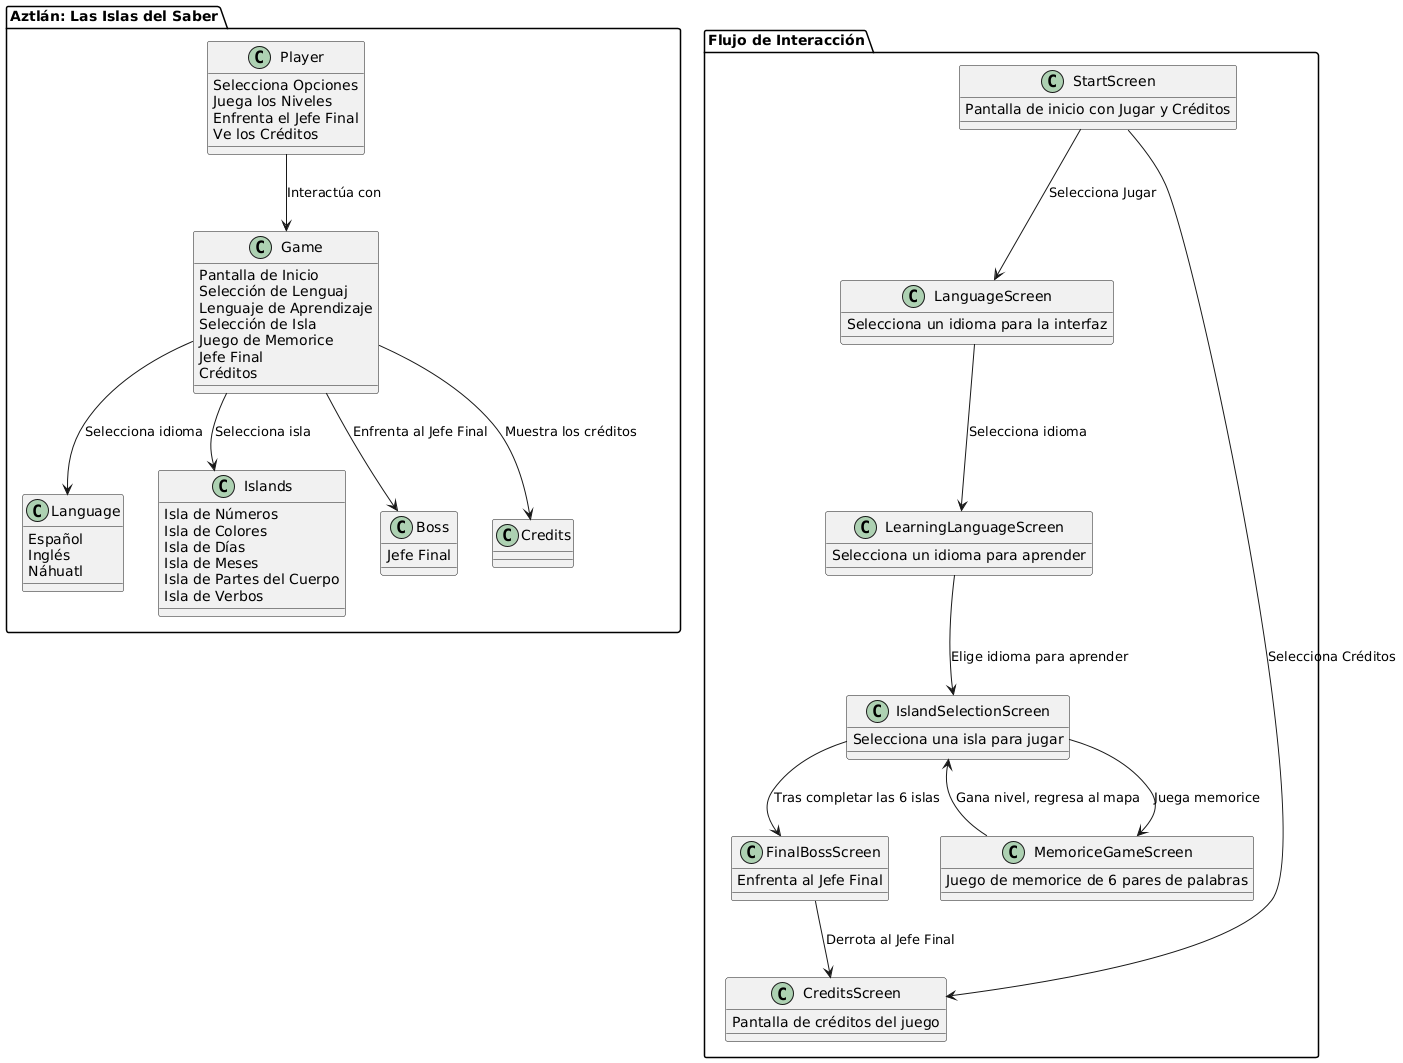 Aztlán: Las Islas del Saber
C Player
Selecciona Opciones
Juega los Niveles
Enfrenta el Jefe Final
Ve los Créditos
Interactúa con
C Game
Pantalla de Inicio
Selección de Lenguaj
Lenguaje de Aprendizaje
Selección de Isla
Juego de Memorice
Jefe Final
Créditos
Selecciona idioma
Selecciona isla
Enfrenta al Jefe Final
Muestra los créditos
C Language
Español
Inglés
Náhuatl
C Islands
Isla de Números
Isla de Colores
Isla de Días
Isla de Meses
Isla de Partes del Cuerpo
Isla de Verbos
C Boss
Jefe Final
C Credits
Flujo de Interacción
C StartScreen
Pantalla de inicio con Jugar y Créditos
Selecciona Jugar
C LanguageScreen
Selecciona un idioma para la interfaz
Selecciona idioma
C LearningLanguageScreen
Selecciona un idioma para aprender
Elige idioma para aprender
Selecciona Créditos
C IslandSelectionScreen
Selecciona una isla para jugar
Tras completar las 6 islas
Gana nivel, regresa al mapa
Juega memorice
C FinalBossScreen
Enfrenta al Jefe Final
C MemoriceGameScreen
Juego de memorice de 6 pares de palabras
Derrota al Jefe Final
C CreditsScreen
Pantalla de créditos del juego